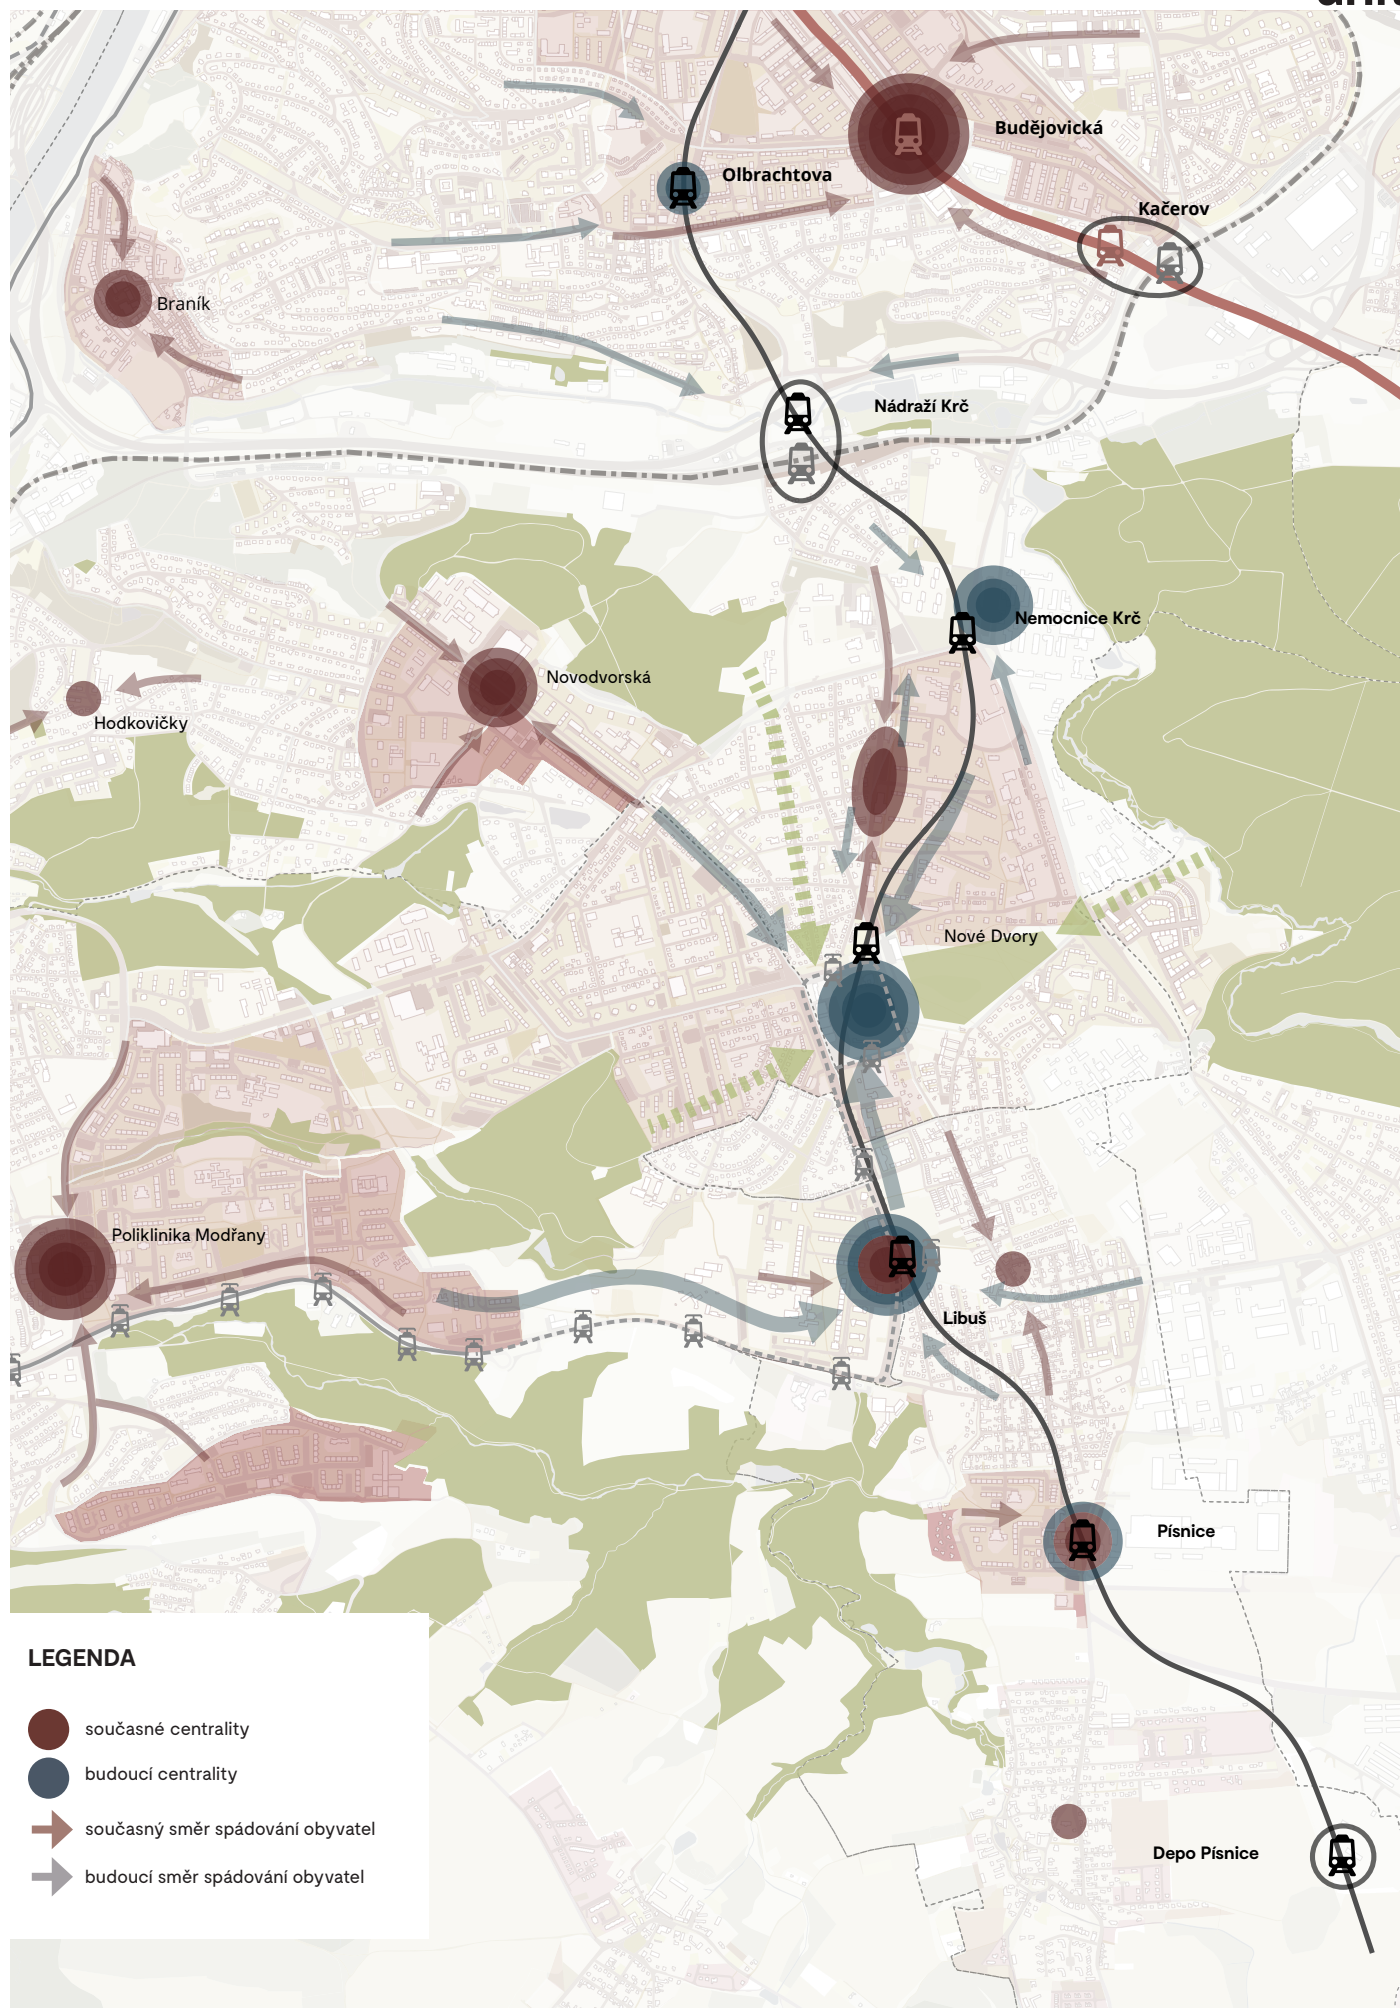 Budějovická
Olbrachtova
Kačerov
Braník
Nádraží Krč
Nemocnice Krč
Novodvorská
Hodkovičky
Nové Dvory
Poliklinika Modřany
Libuš
Písnice
Depo Písnice
LEGENDA
současné centrality
budoucí centrality
současný směr spádování obyvatel
budoucí směr spádování obyvatel